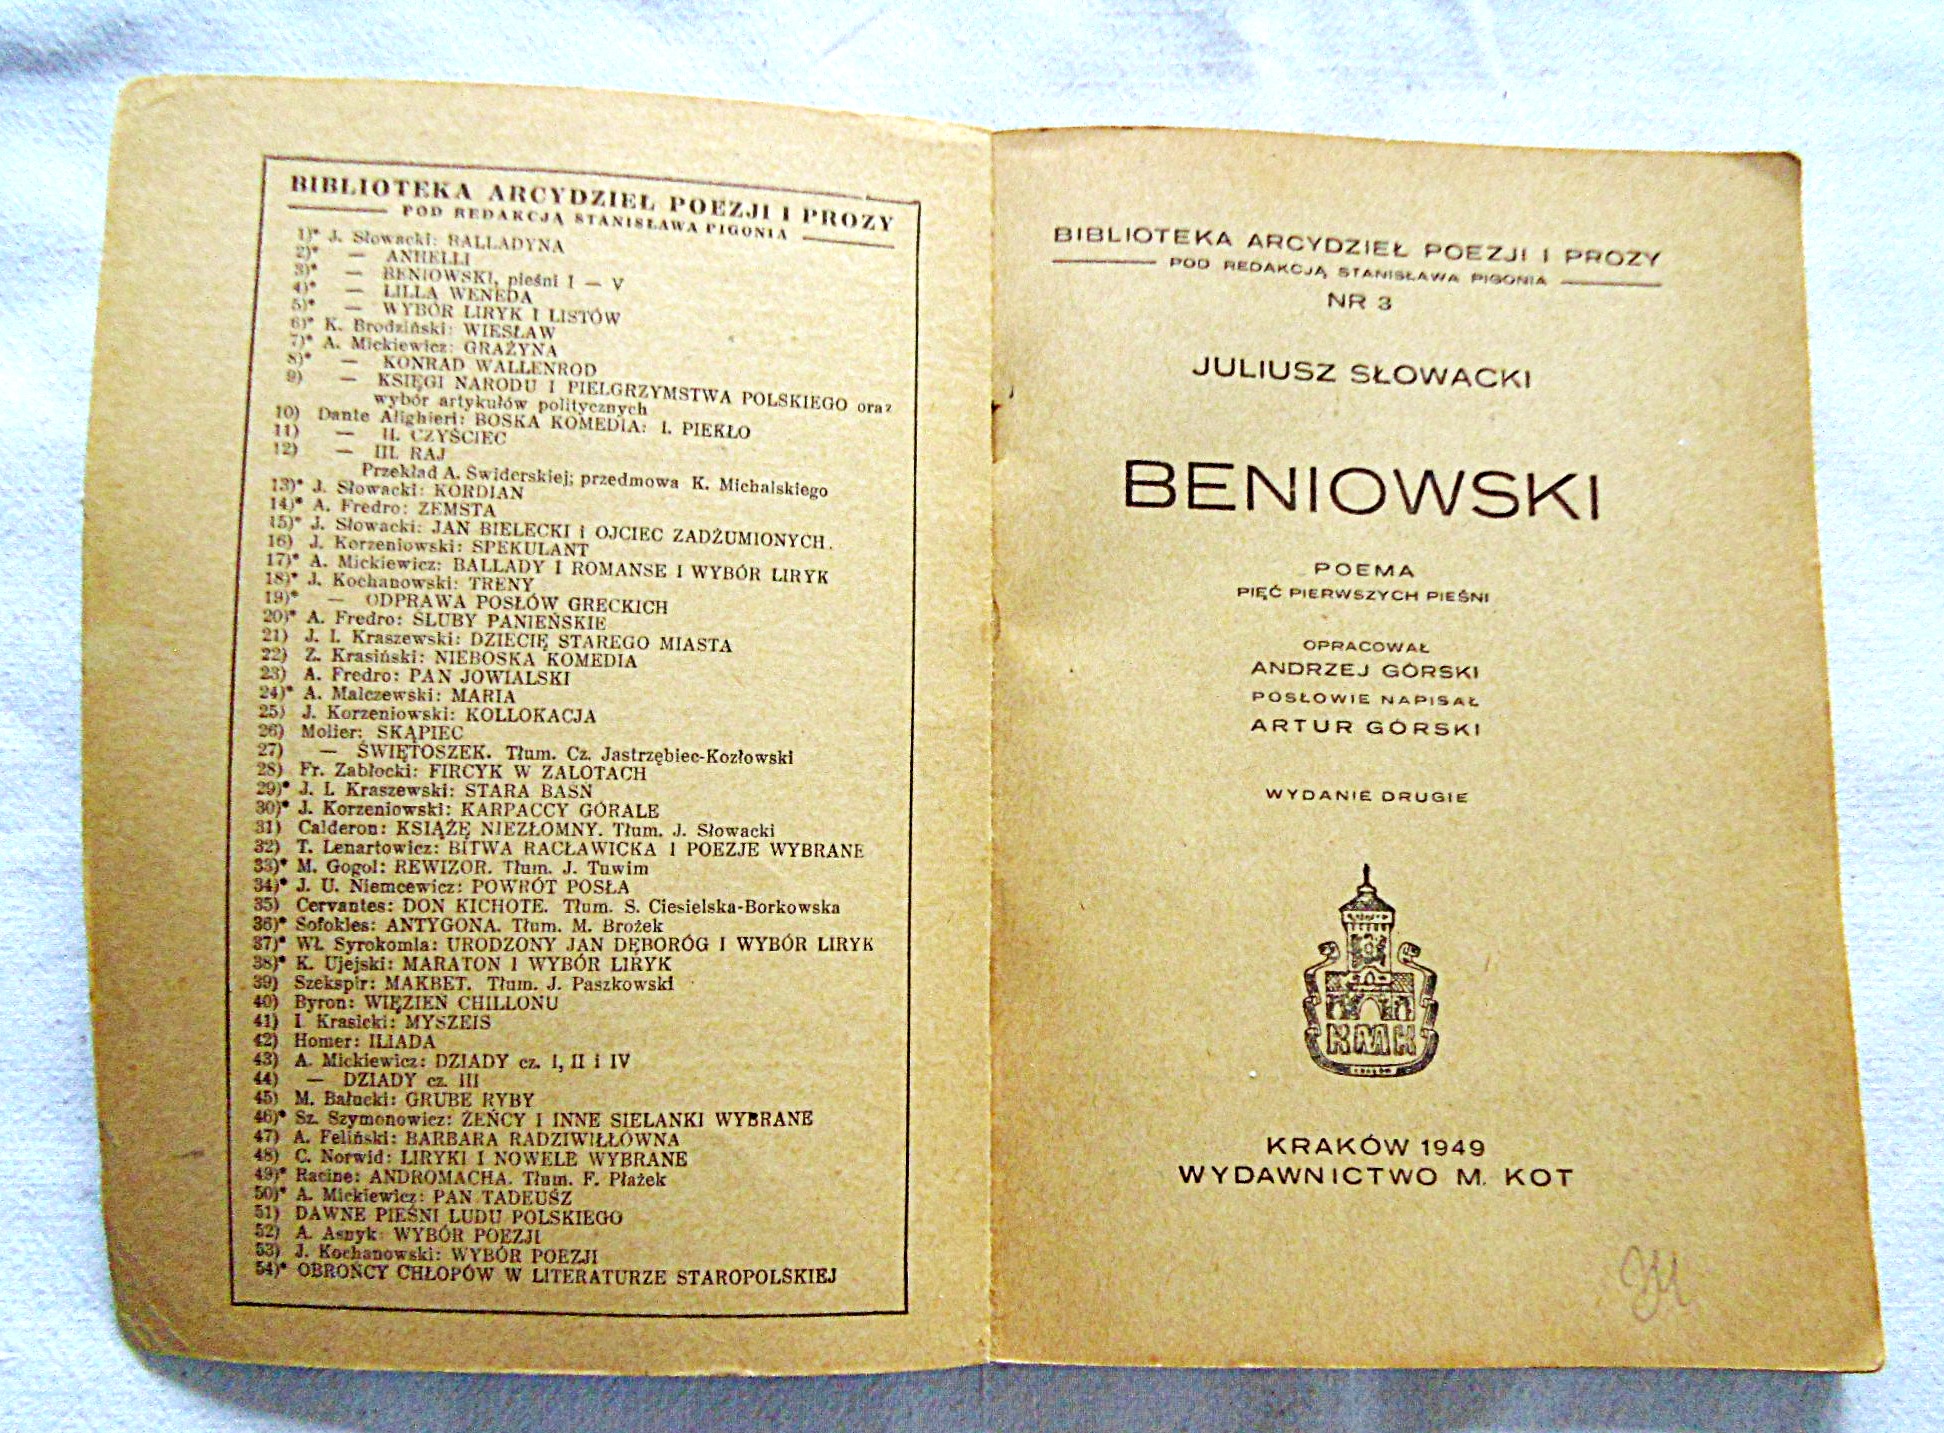 BIBLIOTEKA ARCYDZIEŁ POEZJI I PROZY
POD REDAKCJĄ STANISŁAWA PIGONIA
1)* J. Słowacki: BALLADYNA
2)* — ANHELLI
3)* — BENIOWSKI, pieśni I — V
4)* — LILLA WENEDA
5)* — WYBÓR LIRYK I LISTÓW
6)* K. Brodziński: WIESŁAW
7)* A. Mickiewicz: GRAŻYNA
8)* — KONRAD WALLENROD
9) — KSIĘGI NARODU I PIELGRZYMSTWA POLSKIEGO oraz
wybór artykułów politycznych
10) Dante Alighieri: BOSKA KOMEDIA: I. PIEKŁO
11) — II. CZYŚCIEC
12) — III. RAJ
Przekład A. Świderskiej; przedmowa K. Michalskiego
13)* J. Słowacki: KORDIAN
14)* A. Fredro: ZEMSTA
15)* J. Słowacki: JAN BIELECKI i OJCIEC ZADŻUMIONYCH.
16) J. Korzeniowski: SPEKULANT
17)* A. Mickiewicz: BALLADY I ROMANSE I WYBÓR LIRYK
18)* J. Kochanowski: TRENY
19)* — ODPRAWA POSŁÓW GRECKICH
20)* A. Fredro: ŚLUBY PANIEŃSKIE
21) J. I. Kraszewski: DZIECIĘ STAREGO MIASTA
22) Z. Krasiński: NIEBOSKA KOMEDIA
23) A. Fredro: PAN JOWIALSKI
24)* A. Malczewski: MARIA
25) J. Korzeniowski: KOLLOKACJA
26) Molier: SKĄPIEC
27) — ŚWIĘTOSZEK. Tłum. Cz. Jastrzębiec-Kozłowski
28) Fr. Zabłocki: FIRCYK W ZALOTACH
29)* J. I. Kraszewski: STARA BAŚŃ
30)* J. Korzeniowski: KARPACCY GÓRALE
31) Calderon: KSIĄŻĘ NIEZŁOMNY. Tłum. J. Słowacki
32) T. Lenartowicz: BITWA RACŁAWICKA I POEZJE WYBRANE
33)* M. Gogol: REWIZOR. Tłum. J. Tuwim
34)* J. U. Niemcewicz: POWRÓT POSŁA
35) Cervantes: DON KICHOTE. Tłum. S. Ciesielska-Borkowska
36)* Sofokles: ANTYGONA. Tłum. M. Brożek
37)* Wł. Syrokomla: URODZONY JAN DĘBORÓG I WYBÓR LIRYK
38)* K. Ujejski: MARATON I WYBÓR LIRYK
39) Szekspir: MAKBET. Tłum. J. Paszkowski
40) Byron: WIĘZIEŃ CHILLONU
41) I. Krasicki: MYSZEIS
42) Homer: ILIADA
43) A. Mickiewicz: DZIADY cz. I, II i IV
44) — DZIADY cz. III
45) M. Bałucki: GRUBE RYBY
46)* Sz. Szymonowicz: ŻEŃCY I INNE SIELANKI WYBRANE
47) A. Feliński: BARBARA RADZIWIŁŁÓWNA
48) C. Norwid: LIRYKI I NOWELE WYBRANE
49)* Racine: ANDROMACHA. Tłum. F. Płażek
50)* A. Mickiewicz: PAN TADEUSZ
51) DAWNE PIEŚNI LUDU POLSKIEGO
52) A. Asnyk: WYBÓR POEZJI
53) J. Kochanowski: WYBÓR POEZJI
54)* OBROŃCY CHŁOPÓW W LITERATURZE STAROPOLSKIEJ
BIBLIOTEKA ARCYDZIEŁ POEZJI I PROZY
POD REDAKCJĄ STANISŁAWA PIGONIA
NR 3
JULIUSZ SŁOWACKI
BENIOWSKI
POEMA
PIĘĆ PIERWSZYCH PIEŚNI
OPRACOWAŁ
ANDRZEJ GÓRSKI
POSŁOWIE NAPISAŁ
ARTUR GÓRSKI
WYDANIE DRUGIE
KMK
KRAKÓW 1949
WYDAWNICTWO M. KOT